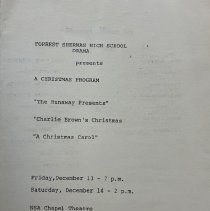 TORREST SHERMAN HIGH SCHOOL
DRAMA
presents
A CHRISTMAS PROGRAM
"The Runaway Presents"
"Charlie Brown's Christmas
"A Christmas Carol"
Friday, December 13 - 7 p.m.
Saturday, December 14 - 2 p.m.
NSA Chapel Theatre